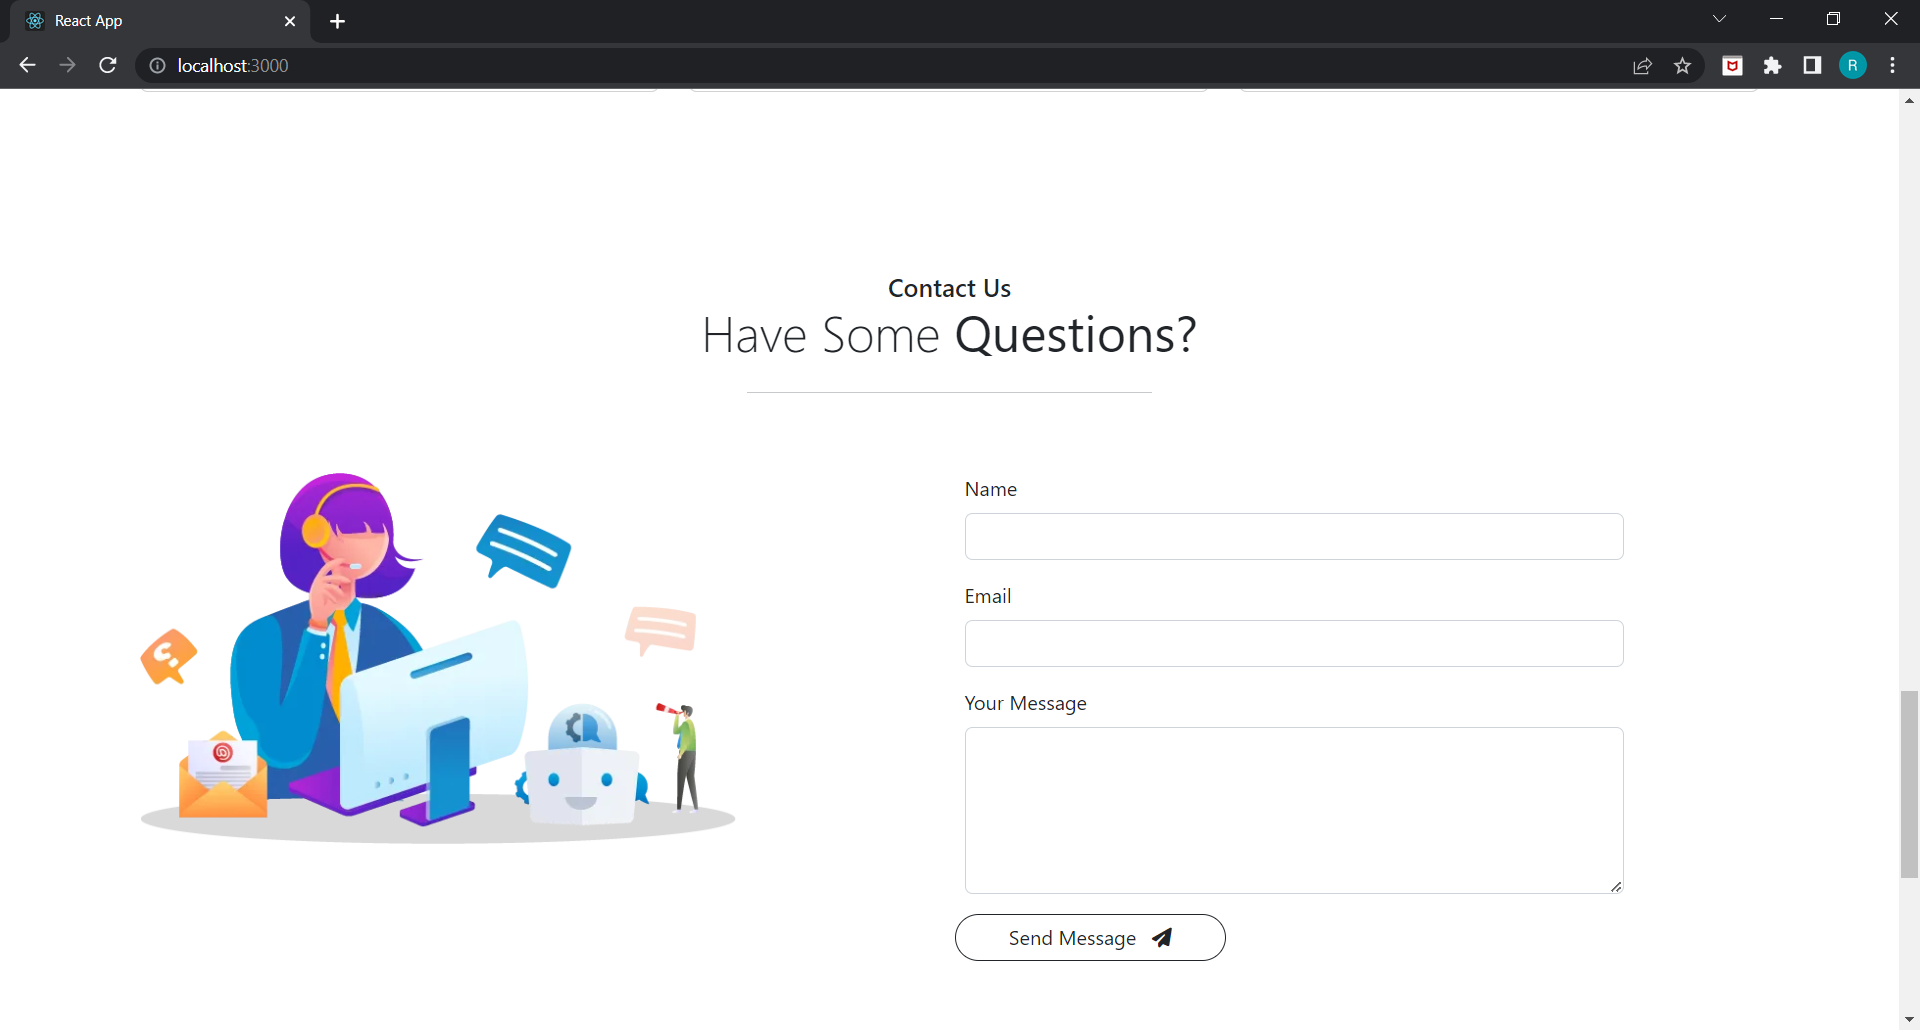 React App
localhost:3000
R
Contact Us
Have Some Questions?
Name
Email
Your Message
Send Message